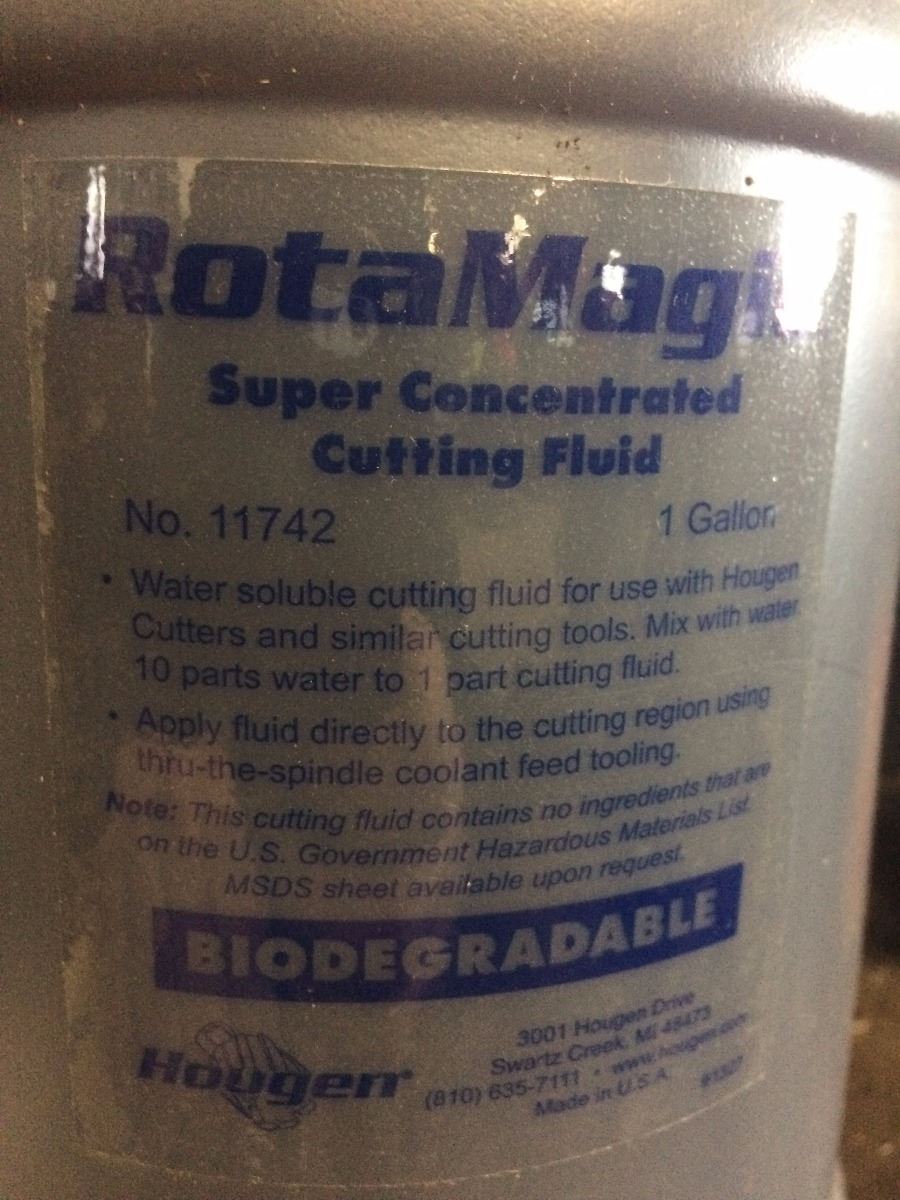 RotaMagic
Super Concentrated
Cutting Fluid
No. 11742 1 Gallon
• Water soluble cutting fluid for use with Hougen
Cutters and similar cutting tools. Mix with water
10 parts water to 1 part cutting fluid.
• Apply fluid directly to the cutting region using
thru-the-spindle coolant feed tooling.
Note: This cutting fluid contains no ingredients that are
on the U.S. Government Hazardous Materials List.
MSDS sheet available upon request.
BIODEGRADABLE
Hougen®
3001 Hougen Drive
Swartz Creek, MI 48473
(810) 635-7111 • www.hougen.com
Made in U.S.A.